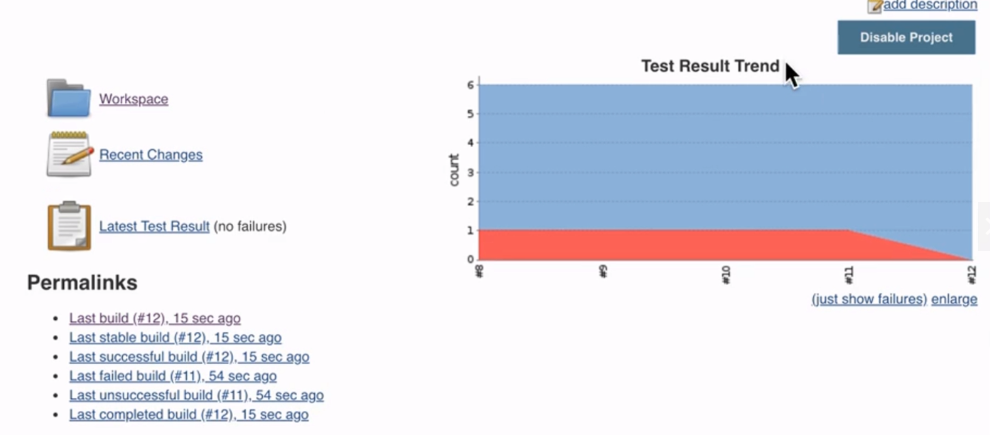 add description
Disable Project
Workspace
Recent Changes
Latest Test Result (no failures)
Permalinks
Last build (#12), 15 sec ago
Last stable build (#12), 15 sec ago
Last successful build (#12), 15 sec ago
Last failed build (#11), 54 sec ago
Last unsuccessful build (#11), 54 sec ago
Last completed build (#12), 15 sec ago
Test Result Trend
count
6
5
4
3
2
1
0
#8
#9
#10
#11
#12
(just show failures) enlarge